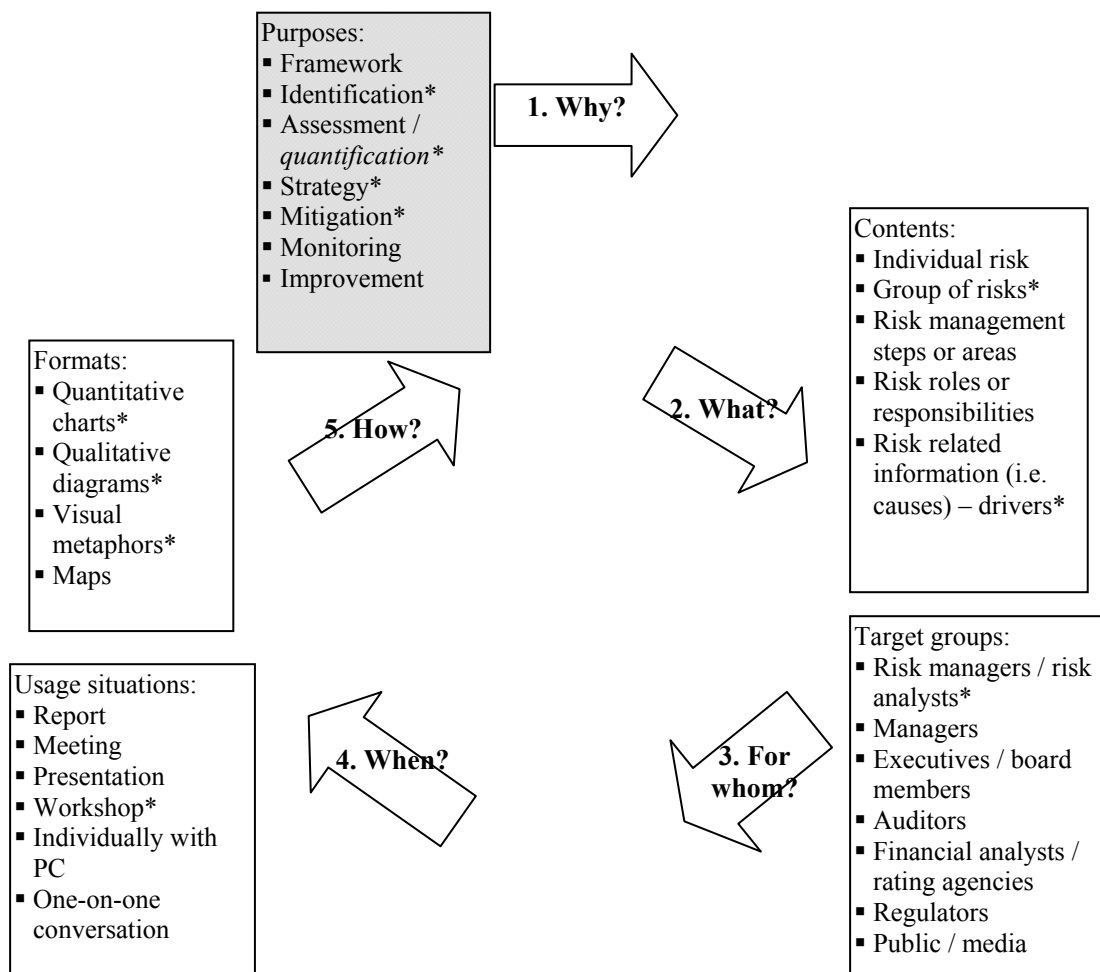 Purposes:
▪ Framework
▪ Identification*
▪ Assessment /
quantification*
▪ Strategy*
▪ Mitigation*
▪ Monitoring
▪ Improvement
1. Why?
Contents:
▪ Individual risk
▪ Group of risks*
▪ Risk management
steps or areas
▪ Risk roles or
responsibilities
▪ Risk related
information (i.e.
causes) – drivers*
2. What?
Target groups:
▪ Risk managers / risk
analysts*
▪ Managers
▪ Executives / board
members
▪ Auditors
▪ Financial analysts /
rating agencies
▪ Regulators
▪ Public / media
3. For
whom?
Usage situations:
▪ Report
▪ Meeting
▪ Presentation
▪ Workshop*
▪ Individually with
PC
▪ One-on-one
conversation
4. When?
Formats:
▪ Quantitative
charts*
▪ Qualitative
diagrams*
▪ Visual
metaphors*
▪ Maps
5. How?